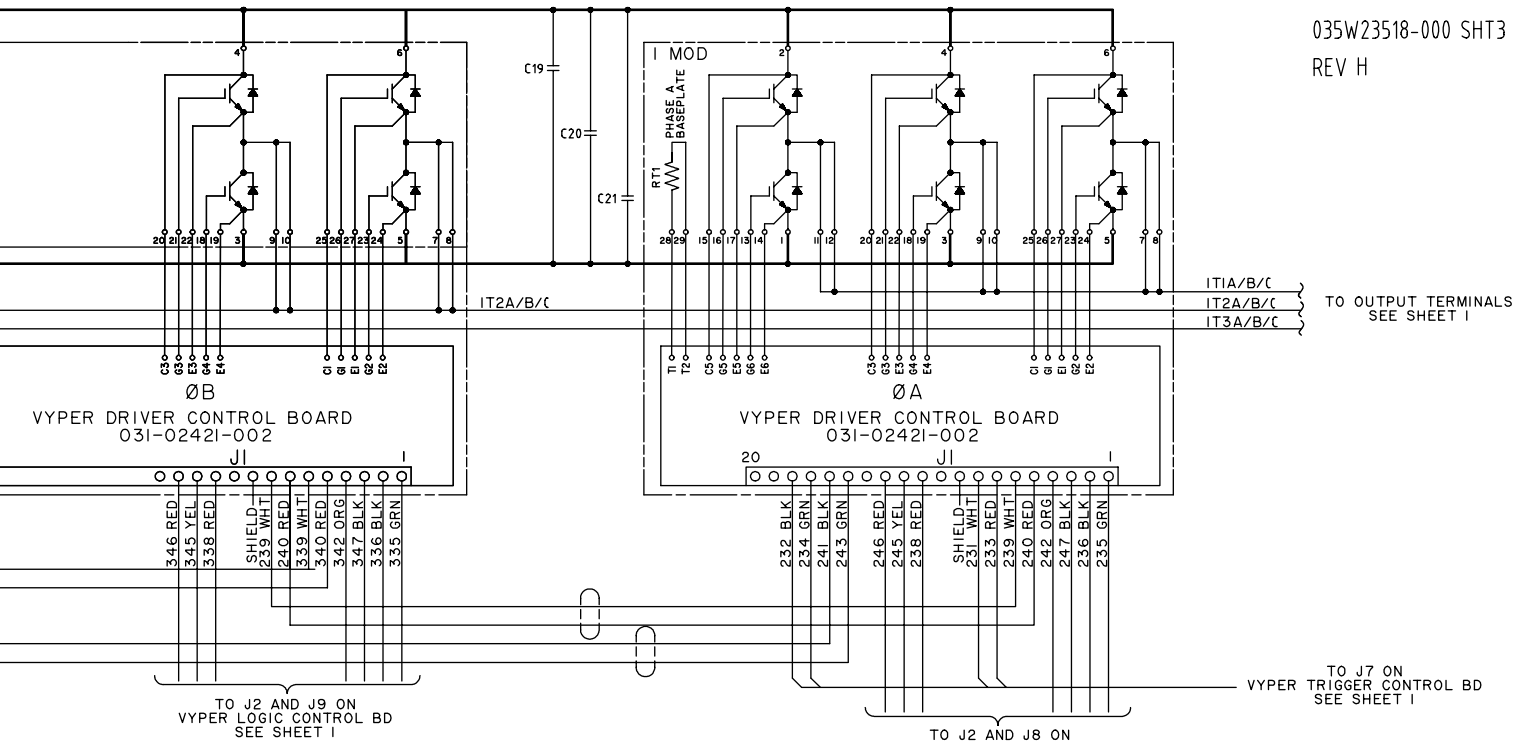 035W23518-000 SHT3
REV H
4
6
C19
C20
C21
1 MOD
PHASE A
BASEPLATE
RT1
2
4
6
20 21 22 18 19 3 9 10
25 26 27 23 24 5 7 8
28 29 15 16 17 13 14 1 11 12
20 21 22 18 19 3 9 10
25 26 27 23 24 5 7 8
1T1A/B/C
1T2A/B/C
1T2A/B/C
1T3A/B/C
TO OUTPUT TERMINALS
SEE SHEET 1
C3 G3 E3 G4 E4
C1 G1 E1 G2 E2
T1 T2 C5 G5 E5 G6 E6
C3 G3 E3 G4 E4
C1 G1 E1 G2 E2
ØB
VYPER DRIVER CONTROL BOARD
031-02421-002
J1
1
ØA
VYPER DRIVER CONTROL BOARD
031-02421-002
20
J1
1
346 RED
345 YEL
338 RED
SHIELD
239 WHT
240 RED
339 WHT
340 RED
342 ORG
347 BLK
336 BLK
335 GRN
232 BLK
234 GRN
241 BLK
243 GRN
246 RED
245 YEL
238 RED
SHIELD
231 WHT
233 RED
239 WHT
240 RED
242 ORG
247 BLK
236 BLK
235 GRN
TO J2 AND J9 ON
VYPER LOGIC CONTROL BD
SEE SHEET 1
TO J7 ON
VYPER TRIGGER CONTROL BD
SEE SHEET 1
TO J2 AND J8 ON